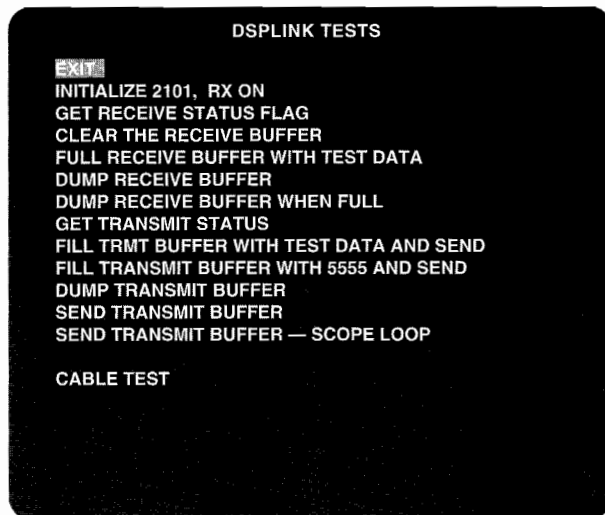 DSPLINK TESTS
EXIT
INITIALIZE 2101, RX ON
GET RECEIVE STATUS FLAG
CLEAR THE RECEIVE BUFFER
FULL RECEIVE BUFFER WITH TEST DATA
DUMP RECEIVE BUFFER
DUMP RECEIVE BUFFER WHEN FULL
GET TRANSMIT STATUS
FILL TRMT BUFFER WITH TEST DATA AND SEND
FILL TRANSMIT BUFFER WITH 5555 AND SEND
DUMP TRANSMIT BUFFER
SEND TRANSMIT BUFFER
SEND TRANSMIT BUFFER — SCOPE LOOP
CABLE TEST